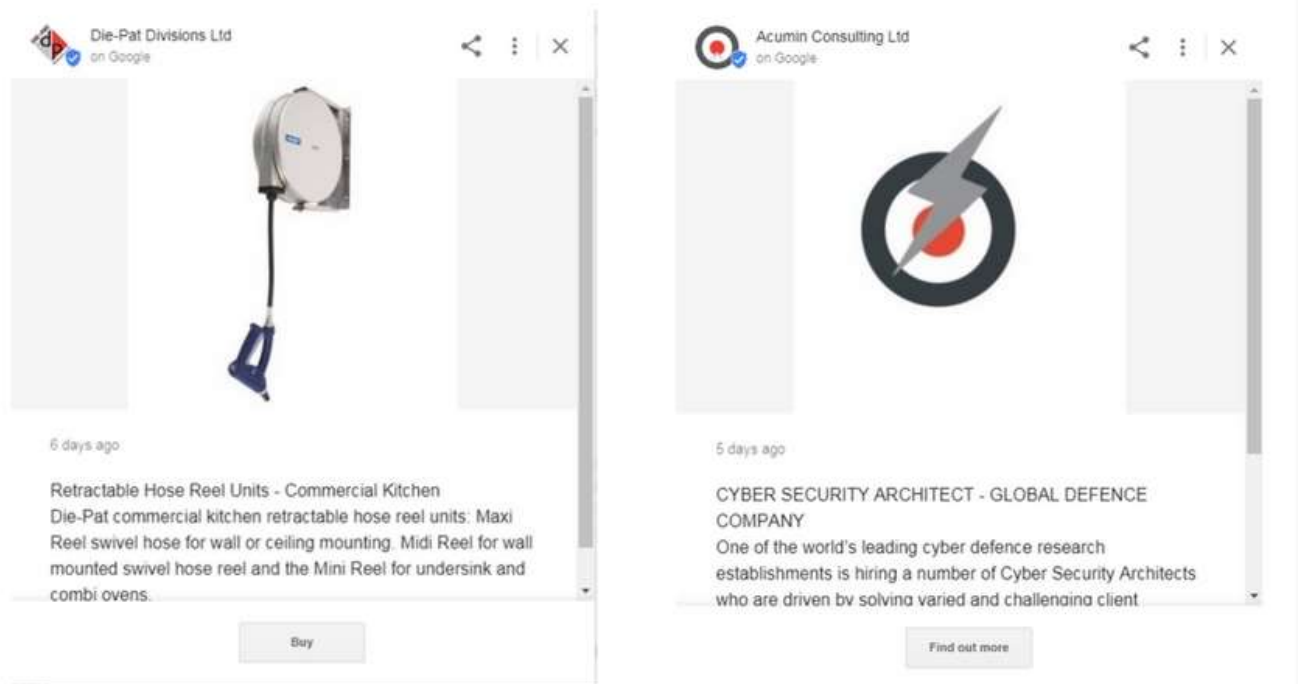 Die-Pat Divisions Ltd
on Google
6 days ago
Retractable Hose Reel Units - Commercial Kitchen
Die-Pat commercial kitchen retractable hose reel units: Maxi
Reel swivel hose for wall or ceiling mounting. Midi Reel for wall
mounted swivel hose reel and the Mini Reel for undersink and
combi ovens.
Buy
Acumin Consulting Ltd
on Google
5 days ago
CYBER SECURITY ARCHITECT - GLOBAL DEFENCE
COMPANY
One of the world's leading cyber defence research
establishments is hiring a number of Cyber Security Architects
who are driven by solving varied and challenging client
Find out more